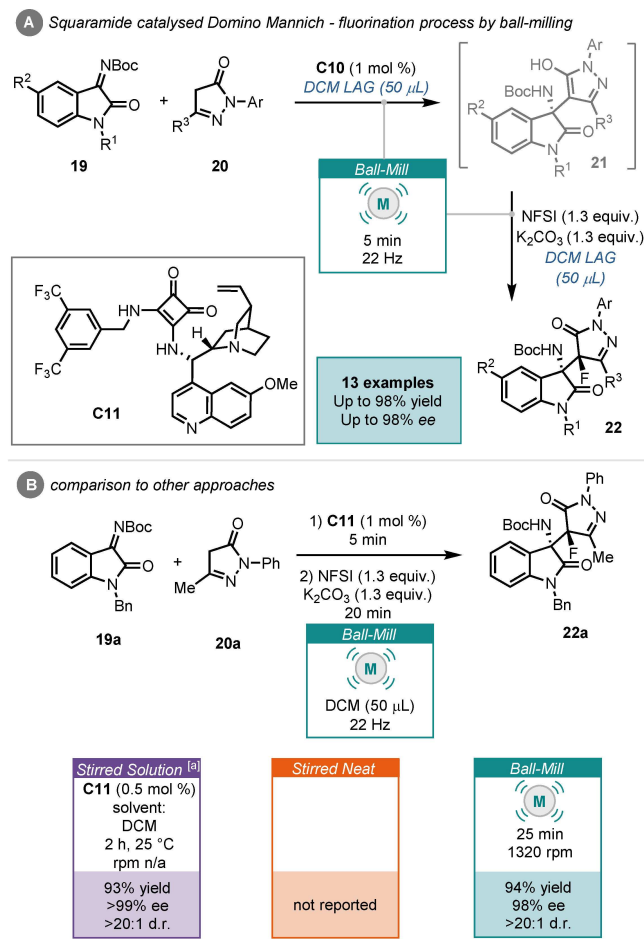 A Squaramide catalysed Domino Mannich - fluorination process by ball-milling
NBoc
R2
O
N
R1
19
+
O
N-Ar
N
R3
20
C10 (1 mol %)
DCM LAG (50 μL)
Ar
HO
N
N
BocHN
R2
R3
O
N
R1
21
Ball-Mill
M
5 min
22 Hz
NFSI (1.3 equiv.)
K2CO3 (1.3 equiv.)
DCM LAG
(50 μL)
F3C
F3C
HN
O
O
HN
H
N
OMe
N
C11
13 examples
Up to 98% yield
Up to 98% ee
Ar
O
N
N
BocHN
R2
F
R3
O
N
R1
22
B comparison to other approaches
NBoc
O
N
Bn
19a
+
O
N-Ph
N
Me
20a
1) C11 (1 mol %)
5 min
2) NFSI (1.3 equiv.)
K2CO3 (1.3 equiv.)
20 min
Ball-Mill
M
DCM (50 μL)
22 Hz
Ph
O
N
N
BocHN
F
Me
O
N
Bn
22a
Stirred Solution [a]
C11 (0.5 mol %)
solvent:
DCM
2 h, 25 °C
rpm n/a
93% yield
>99% ee
>20:1 d.r.
Stirred Neat
not reported
Ball-Mill
M
25 min
1320 rpm
94% yield
98% ee
>20:1 d.r.